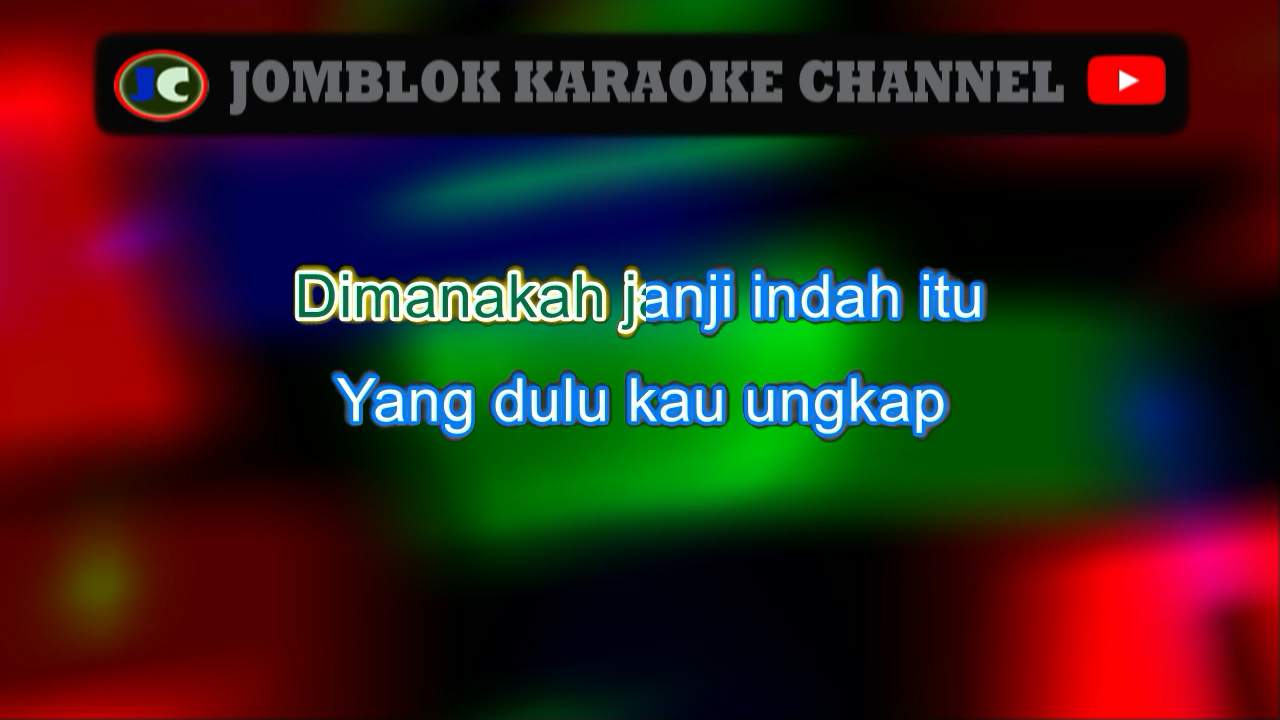 JC JOMBLOK KARAOKE CHANNEL
Dimanakah janji indah itu
Yang dulu kau ungkap